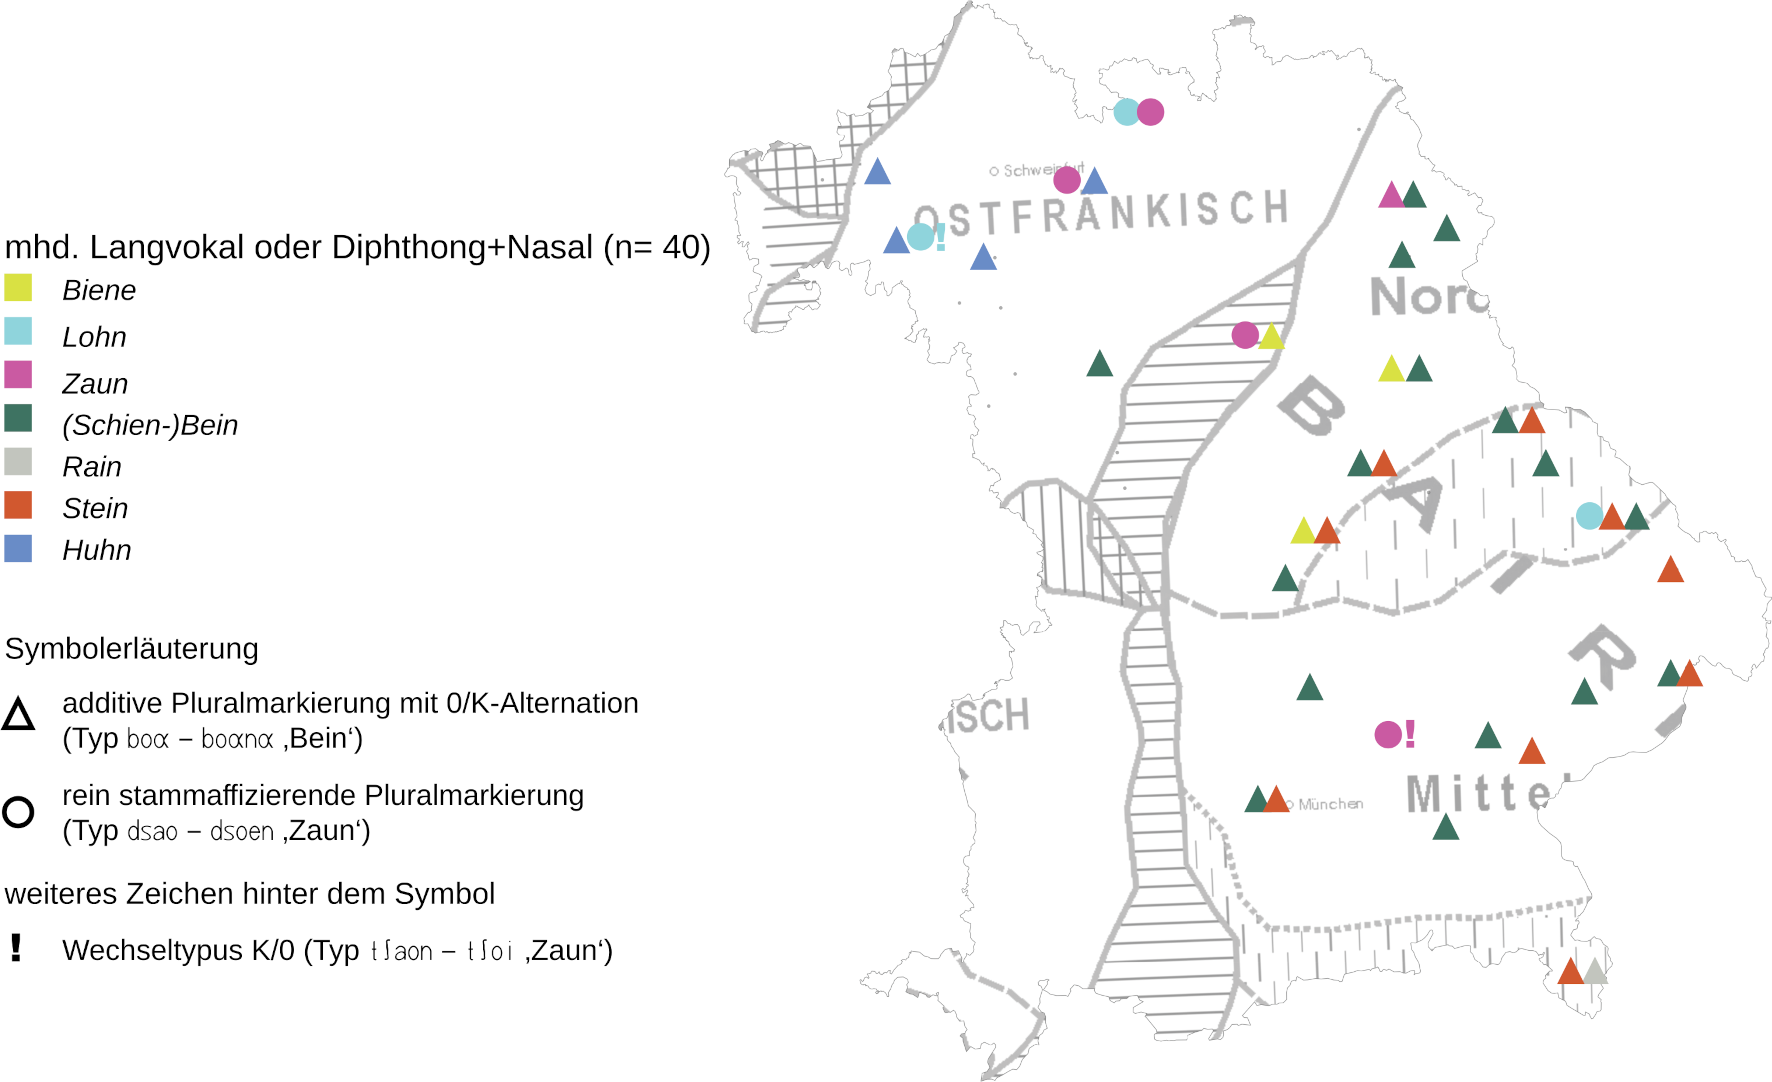 mhd. Langvokal oder Diphthong+Nasal (n= 40)
Biene
Lohn
Zaun
(Schien-)Bein
Rain
Stein
Huhn
Symbolerläuterung
additive Pluralmarkierung mit 0/K-Alternation
(Typ boɑ – boɑnɑ ‚Bein‘)
rein stammaffizierende Pluralmarkierung
(Typ dsao – dsoen ‚Zaun‘)
weiteres Zeichen hinter dem Symbol
! Wechseltypus K/0 (Typ tʃaon – tʃoi ‚Zaun‘)
Schweinfurt
OSTFRÄNKISCH
!
Nord
B
A
I
R
I
ISCH
!
Mittel
München